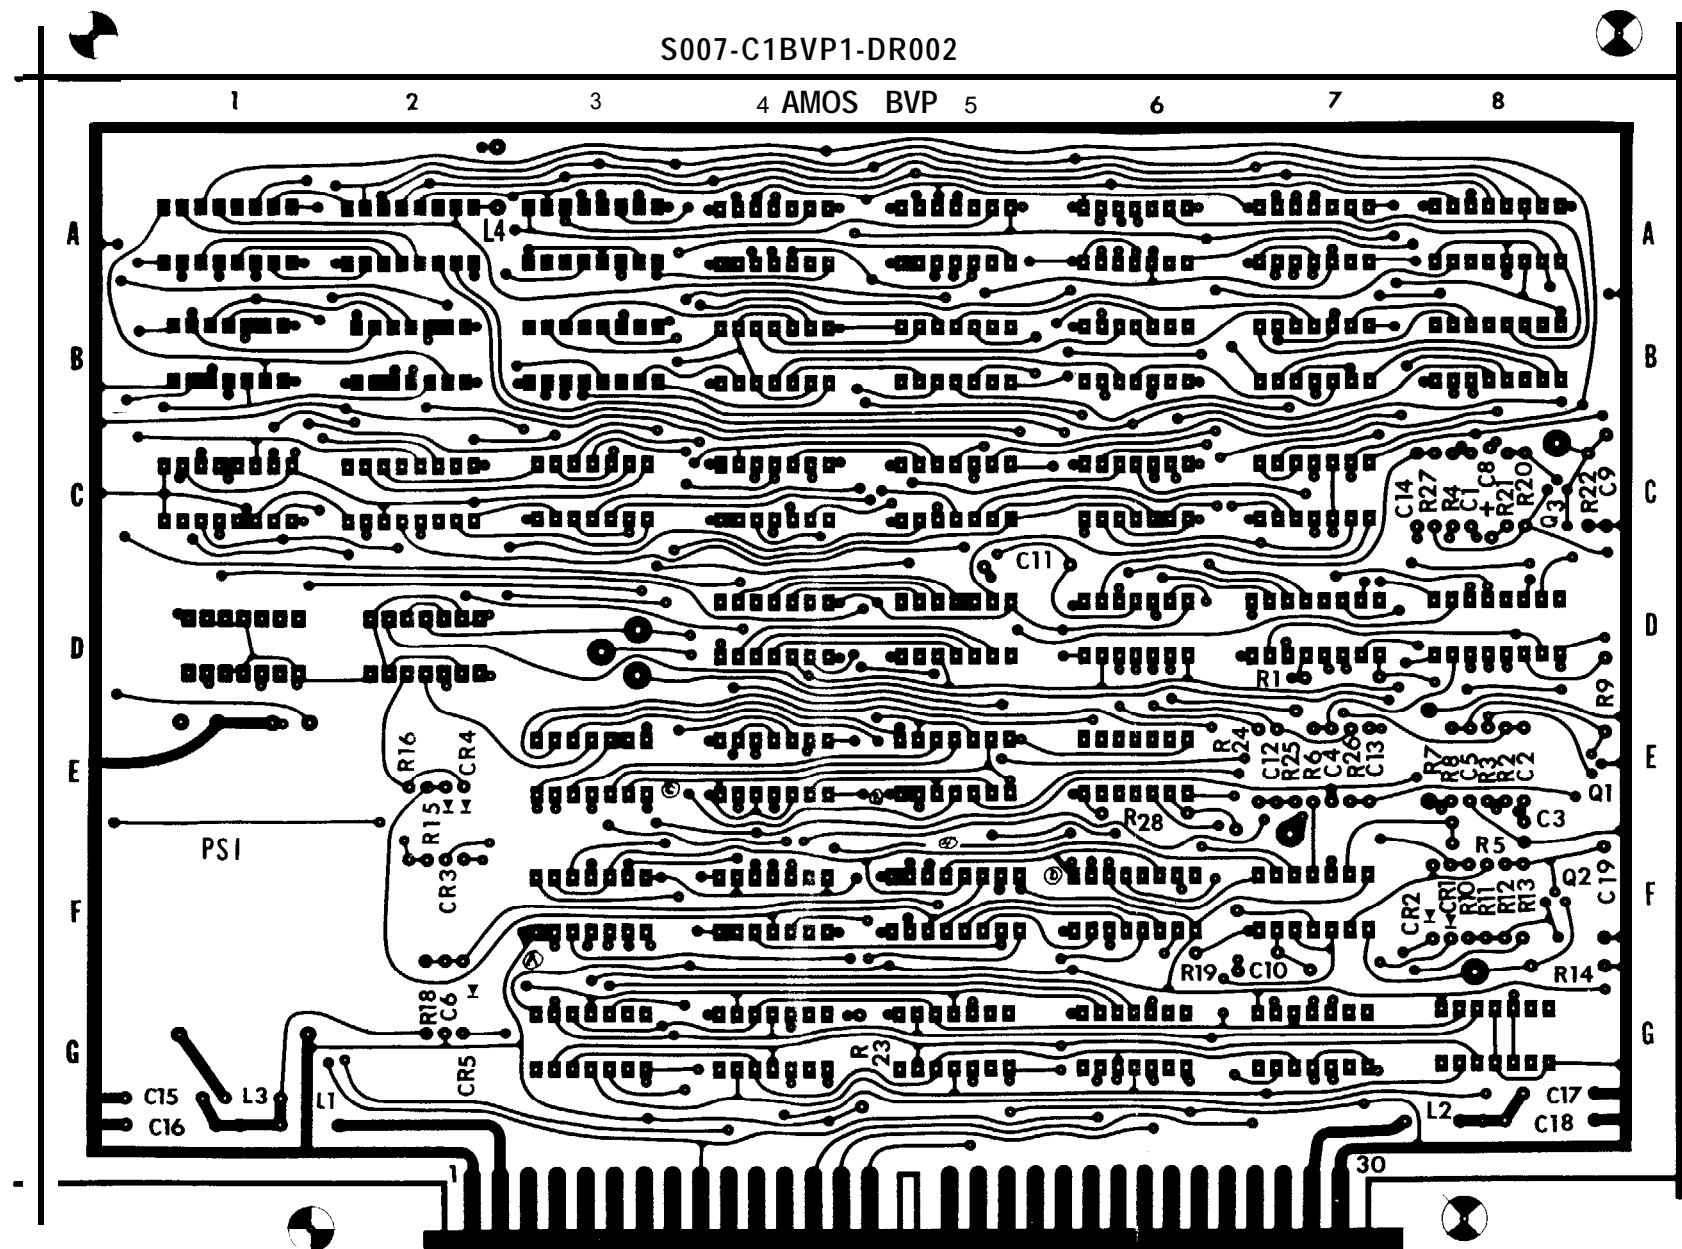 S007-C1BVP1-DR002
1 2 3 4 AMOS BVP 5 6 7 8
A A
L4
B B
C C
C14 R27 R4 C1 C8 + R21 R20 Q3 R22 C9
C11
D D
R1
R9
E E
R16 CR4
R24 C12 R25 R6 C4 R26 C13
R7 R8 C5 R3 R2 C2
Q1
R15
R28
C3
PS1
R5
CR3
Q2
C19
F F
CR2 CR1 R10 R11 R12 R13
R19 C10
R14
R18 C6
G G
R23
CR5
C15 L3 L1
C16
L2 C17
C18
1 30